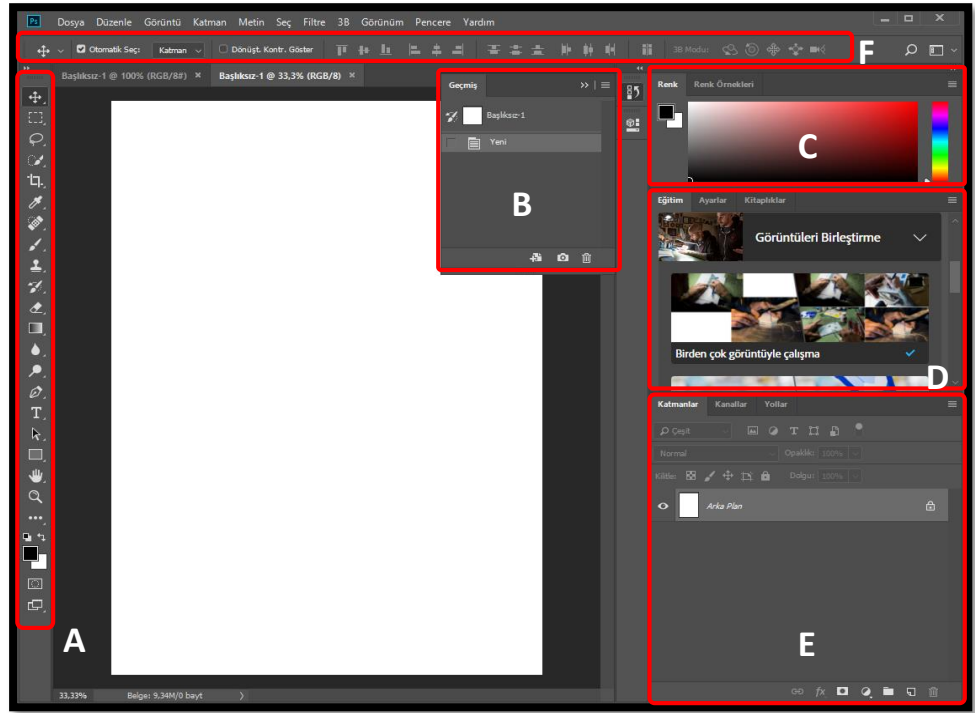 Ps Dosya Düzenle Görüntü Katman Metin Seç Filtre 3B Görünüm Pencere Yardım
Otomatik Seç: Katman Dönüşt. Kontr. Göster 3B Modu: F
Başlıksız-1 @ 100% (RGB/8#) × Başlıksız-1 @ 33,3% (RGB/8) ×
Geçmiş
Başlıksız-1
Yeni
B
Renk Renk Örnekleri
C
Eğitim Ayarlar Kitaplıklar
Görüntüleri Birleştirme
Birden çok görüntüyle çalışma
D
Katmanlar Kanallar Yollar
Çeşit T
Normal Opaklık: 100%
Kilitle: Dolgu: 100%
Arka Plan
E
fx
T
A
33,33% Belge: 9,34M/0 bayt